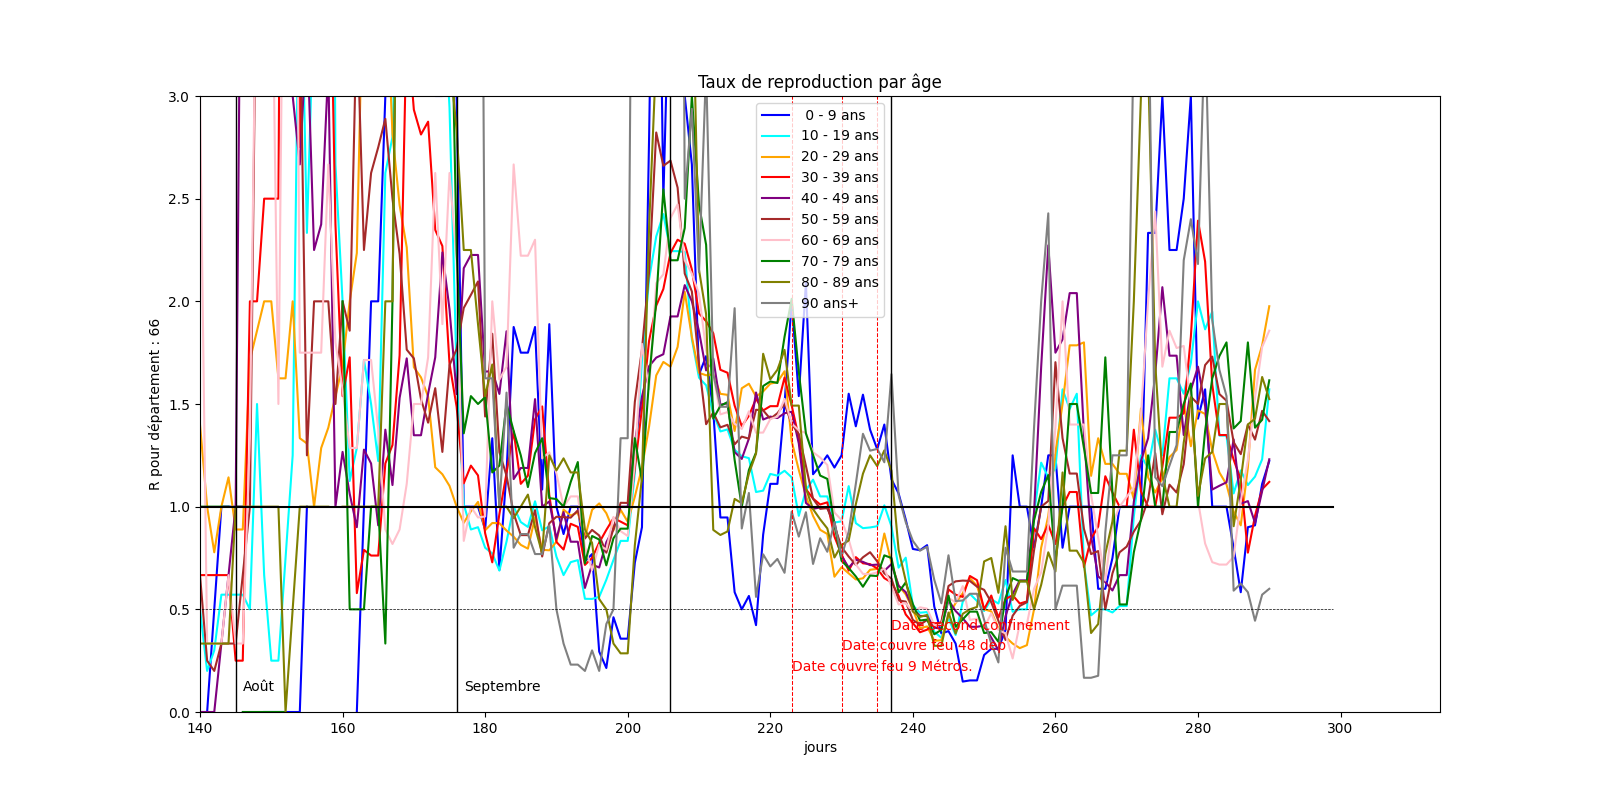 Taux de reproduction par âge
3.0
2.5
2.0
1.5
1.0
0.5
0.0
R pour département : 66
0 - 9 ans
10 - 19 ans
20 - 29 ans
30 - 39 ans
40 - 49 ans
50 - 59 ans
60 - 69 ans
70 - 79 ans
80 - 89 ans
90 ans+
Date second confinement
Date couvre feu 48 dep
Date couvre feu 9 Métros.
Août
Septembre
140
160
180
200
220
240
260
280
300
jours